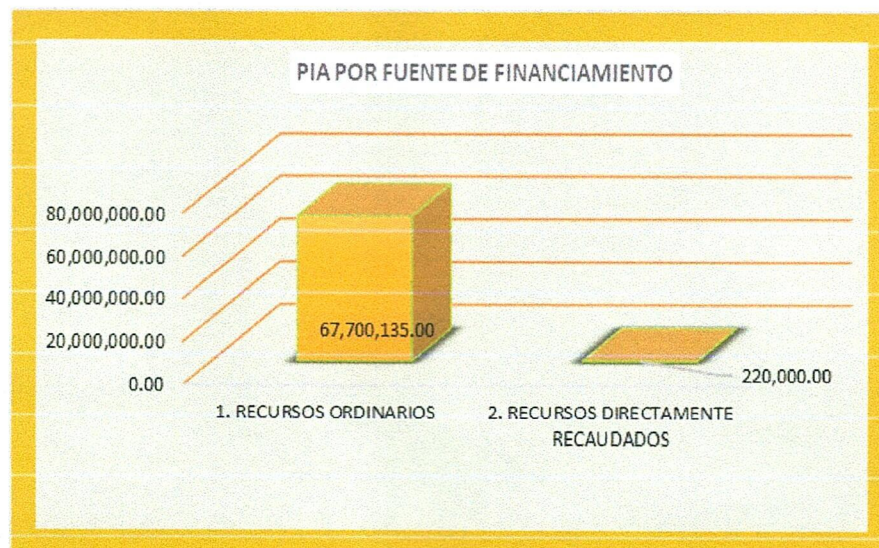 PIA POR FUENTE DE FINANCIAMIENTO
80,000,000.00
60,000,000.00
40,000,000.00
20,000,000.00
0.00
67,700,135.00
220,000.00
1. RECURSOS ORDINARIOS
2. RECURSOS DIRECTAMENTE
RECAUDADOS